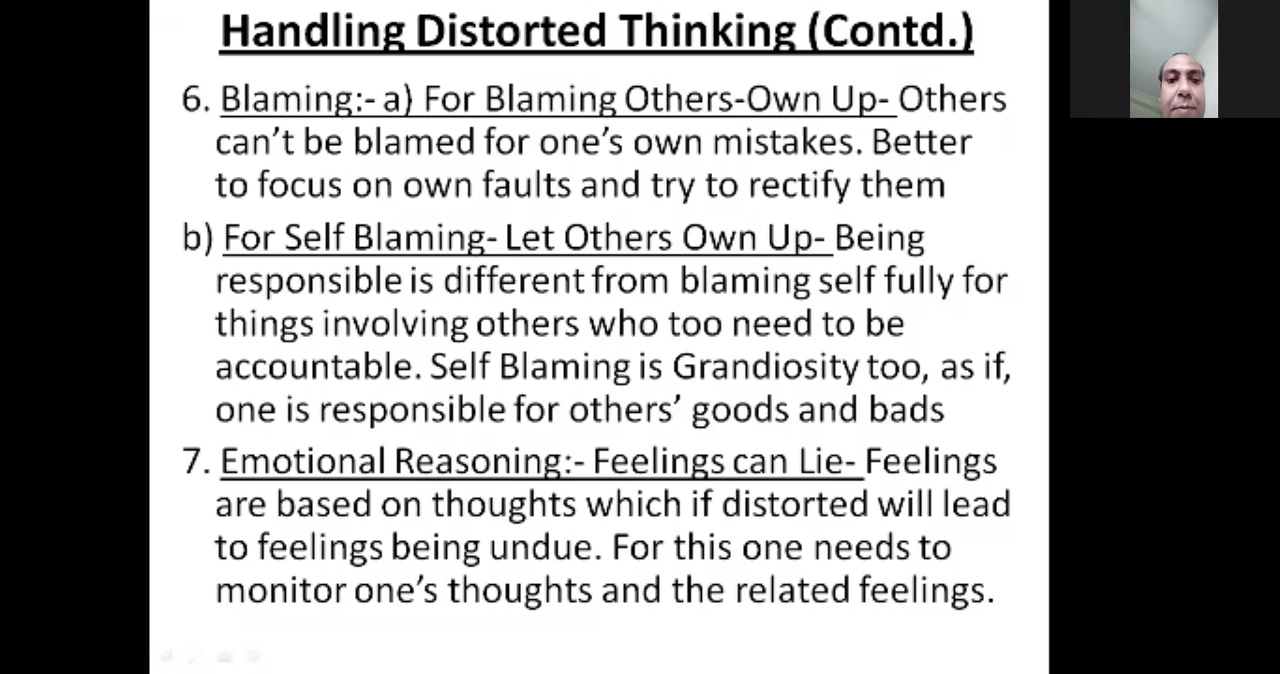 Handling Distorted Thinking (Contd.)
6. Blaming:- a) For Blaming Others-Own Up- Others
can’t be blamed for one’s own mistakes. Better
to focus on own faults and try to rectify them
b) For Self Blaming- Let Others Own Up- Being
responsible is different from blaming self fully for
things involving others who too need to be
accountable. Self Blaming is Grandiosity too, as if,
one is responsible for others’ goods and bads
7. Emotional Reasoning:- Feelings can Lie- Feelings
are based on thoughts which if distorted will lead
to feelings being undue. For this one needs to
monitor one’s thoughts and the related feelings.